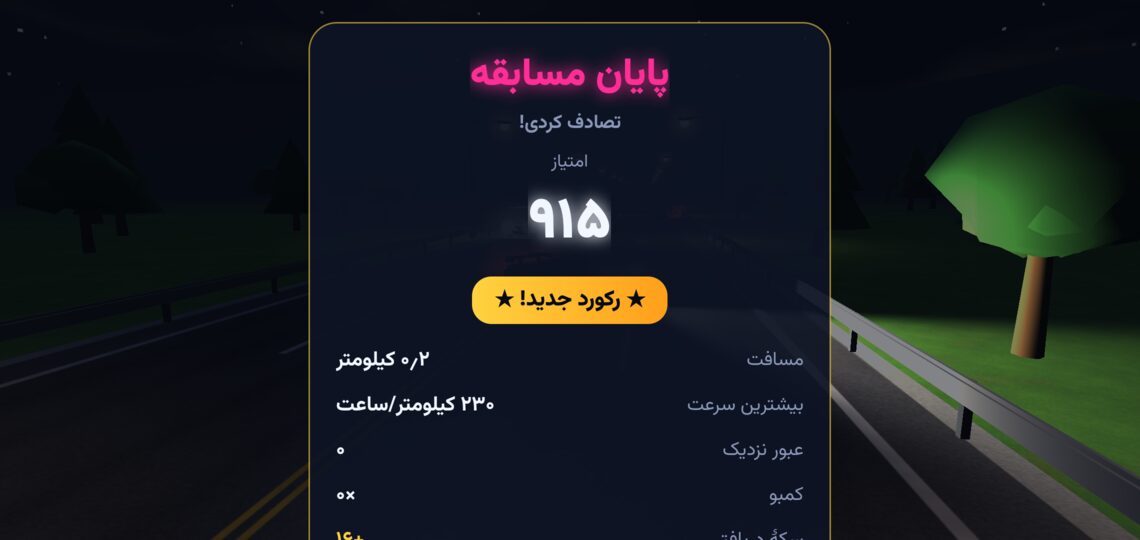 پایان مسابقه
تصادف کردی!
امتیاز
۹۱۵
★ رکورد جدید! ★
مسافت ۰٫۲ کیلومتر
بیشترین سرعت ۲۳۰ کیلومتر/ساعت
عبور نزدیک ۰
کمبو ×۰